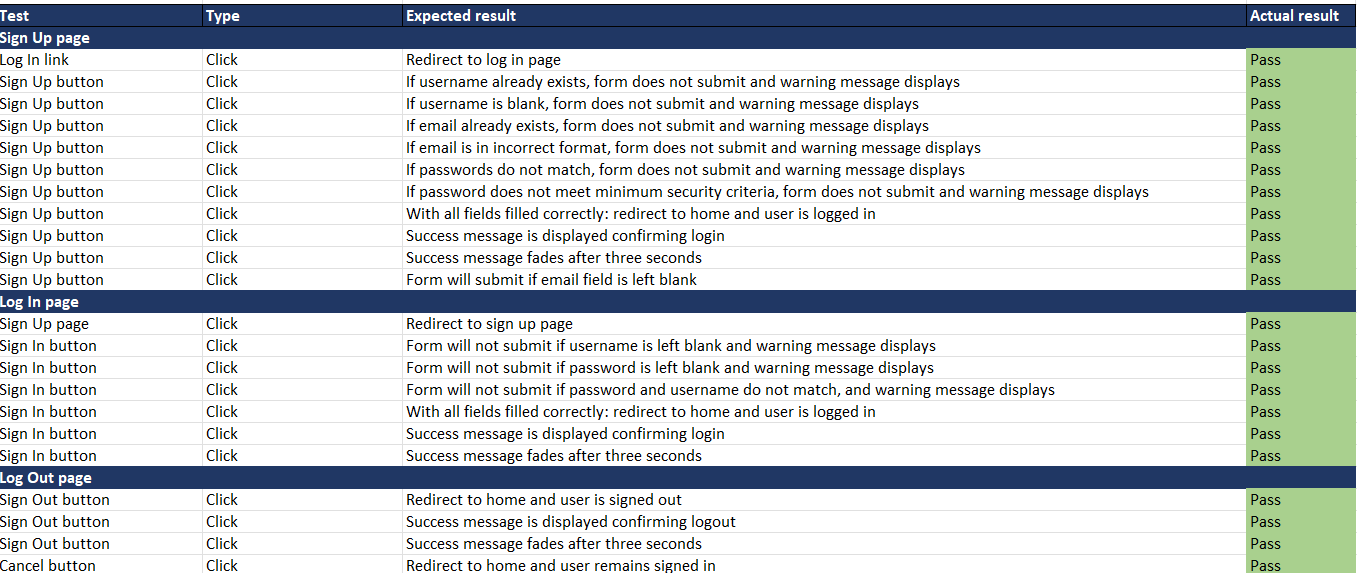 Test Type Expected result Actual result
Sign Up page
Log In link Click Redirect to log in page Pass
Sign Up button Click If username already exists, form does not submit and warning message displays Pass
Sign Up button Click If username is blank, form does not submit and warning message displays Pass
Sign Up button Click If email already exists, form does not submit and warning message displays Pass
Sign Up button Click If email is in incorrect format, form does not submit and warning message displays Pass
Sign Up button Click If passwords do not match, form does not submit and warning message displays Pass
Sign Up button Click If password does not meet minimum security criteria, form does not submit and warning message displays Pass
Sign Up button Click With all fields filled correctly: redirect to home and user is logged in Pass
Sign Up button Click Success message is displayed confirming login Pass
Sign Up button Click Success message fades after three seconds Pass
Sign Up button Click Form will submit if email field is left blank Pass
Log In page
Sign Up page Click Redirect to sign up page Pass
Sign In button Click Form will not submit if username is left blank and warning message displays Pass
Sign In button Click Form will not submit if password is left blank and warning message displays Pass
Sign In button Click Form will not submit if password and username do not match, and warning message displays Pass
Sign In button Click With all fields filled correctly: redirect to home and user is logged in Pass
Sign In button Click Success message is displayed confirming login Pass
Sign In button Click Success message fades after three seconds Pass
Log Out page
Sign Out button Click Redirect to home and user is signed out Pass
Sign Out button Click Success message is displayed confirming logout Pass
Sign Out button Click Success message fades after three seconds Pass
Cancel button Click Redirect to home and user remains signed in Pass